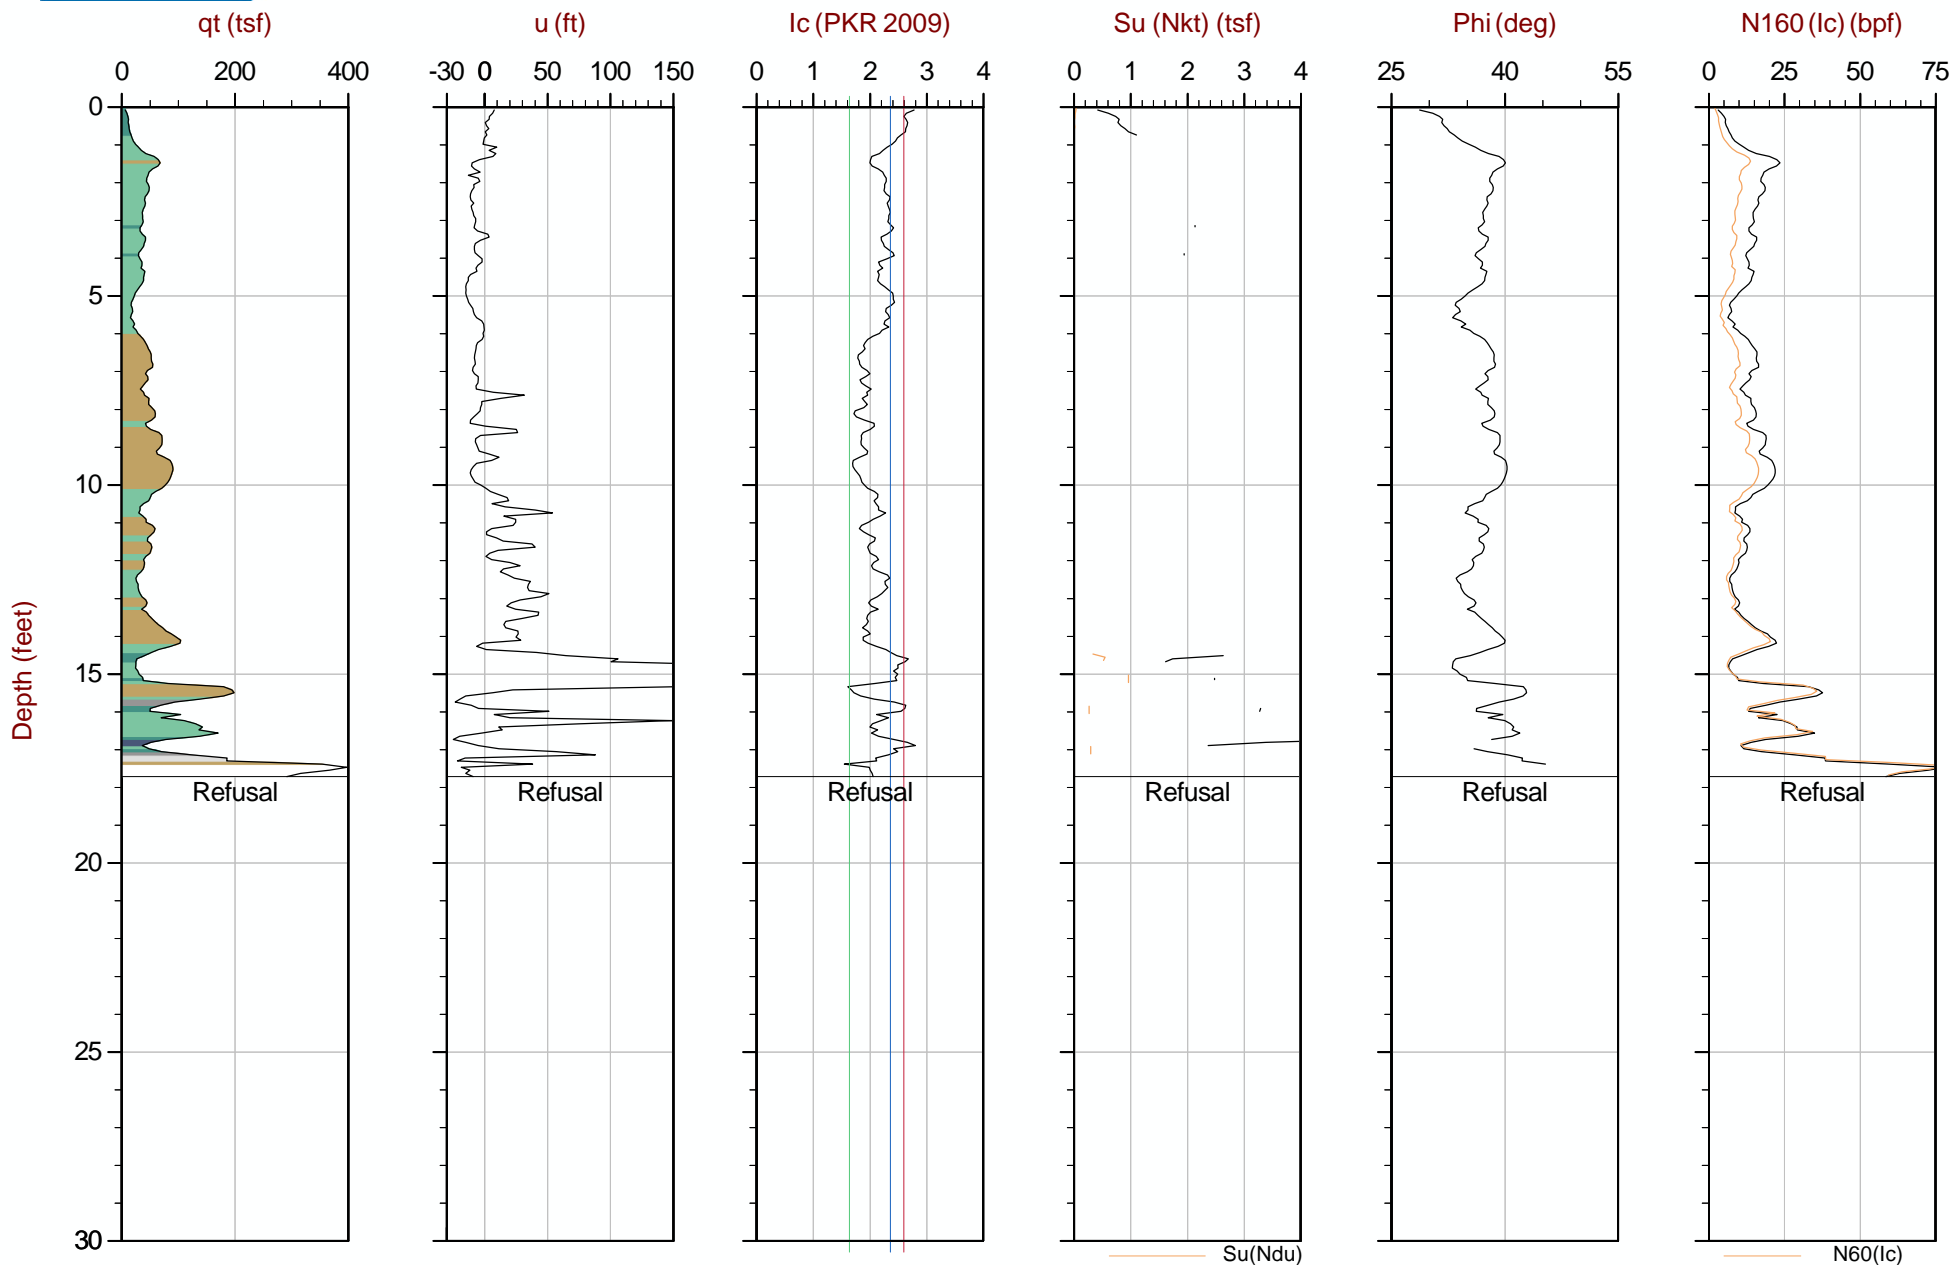 qt (tsf) u (ft) Ic (PKR 2009) Su (Nkt) (tsf) Phi (deg) N160 (Ic) (bpf)
0 200 400 -30 0 50 100 150 0 1 2 3 4 0 1 2 3 4 25 40 55 0 25 50 75
0
5
10
15
Refusal Refusal Refusal Refusal Refusal Refusal
20
25
30
Depth (feet)
Su(Ndu) N60(Ic)